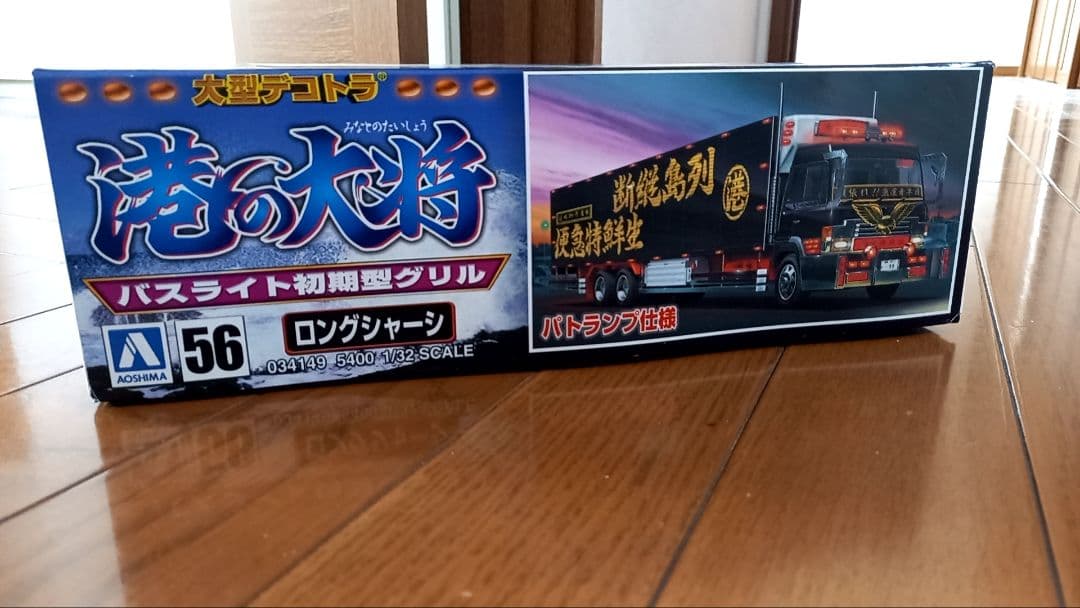 大型デコトラ®
みなとのたいしょう
港の大将
バスライト初期型グリル
AOSHIMA
56
ロングシャーシ
034149 5400 1/32 SCALE
断縦島列
港
便急特鮮生
パトランプ仕様